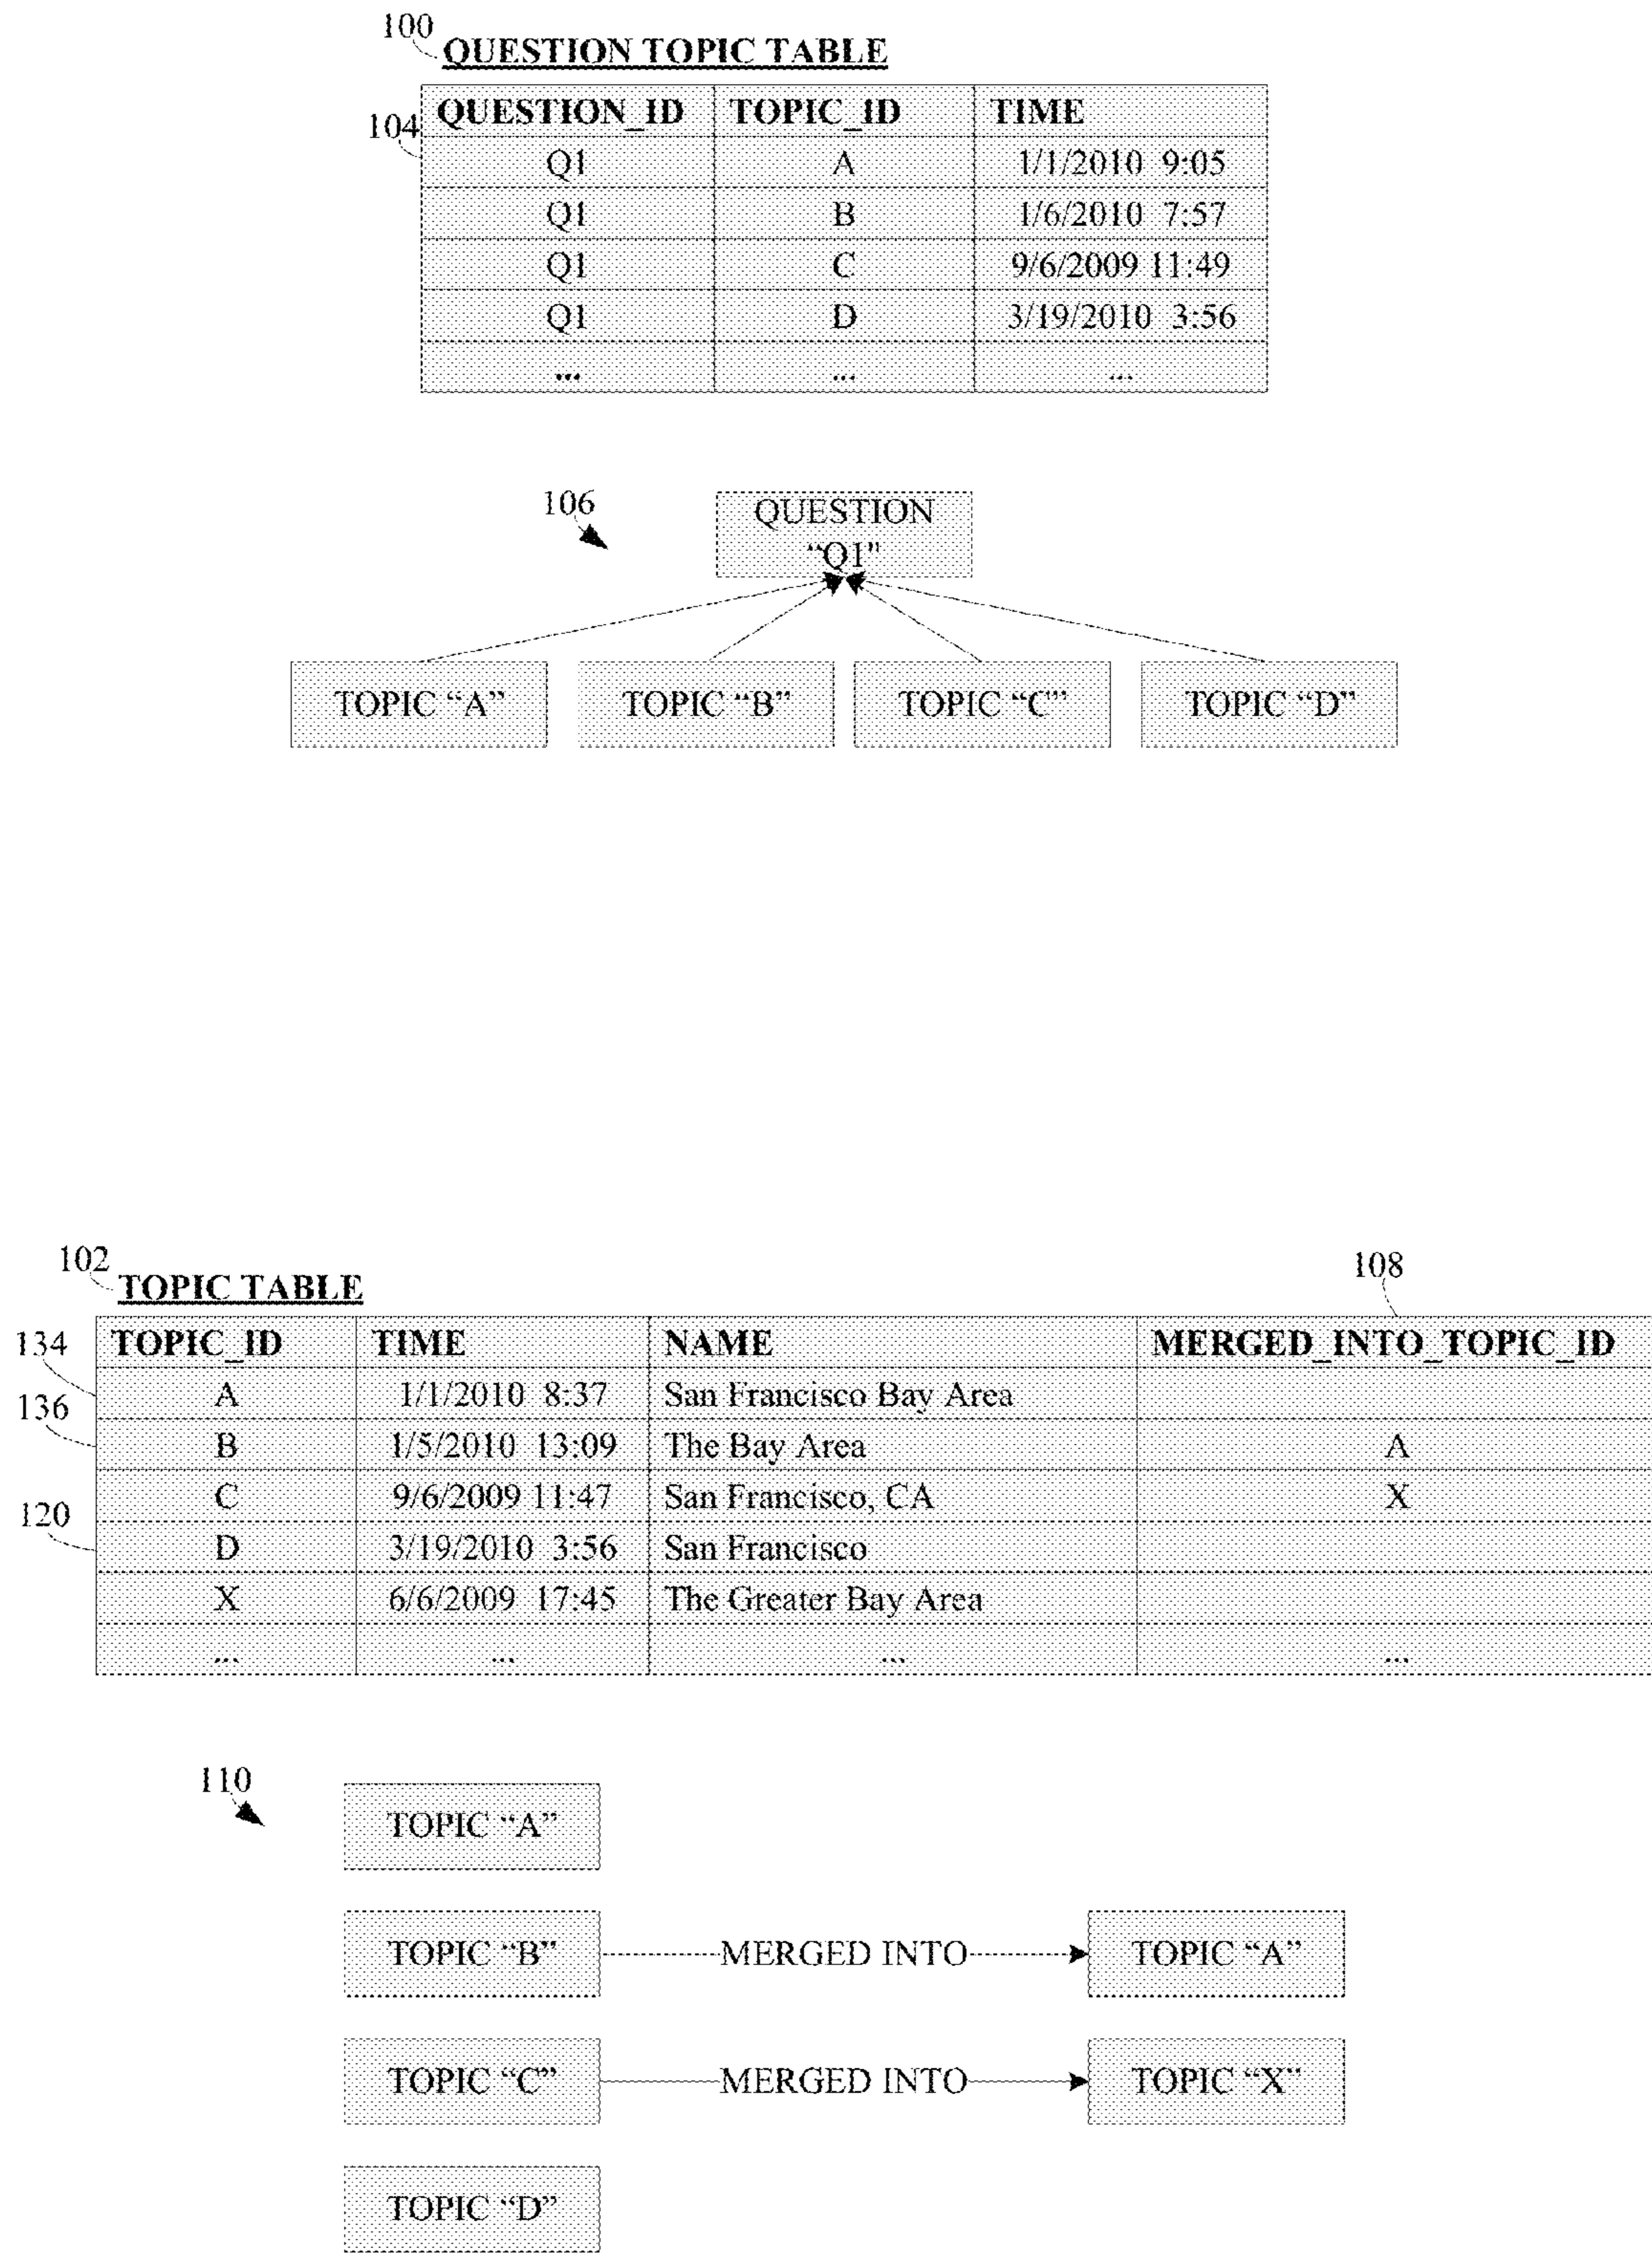 100 QUESTION TOPIC TABLE
QUESTION_ID TOPIC_ID TIME
104
Q1 A 1/1/2010 9:05
Q1 B 1/6/2010 7:57
Q1 C 9/6/2009 11:49
Q1 D 3/19/2010 3:56
... ... ...
106
QUESTION
“Q1"
TOPIC “A” TOPIC “B” TOPIC “C” TOPIC “D”
102 TOPIC TABLE
108
TOPIC_ID TIME NAME MERGED_INTO_TOPIC_ID
134
A 1/1/2010 8:37 San Francisco Bay Area
136
B 1/5/2010 13:09 The Bay Area A
C 9/6/2009 11:47 San Francisco, CA X
120
D 3/19/2010 3:56 San Francisco
X 6/6/2009 17:45 The Greater Bay Area
... ... ... ...
110
TOPIC “A”
TOPIC “B” MERGED INTO TOPIC “A”
TOPIC “C” MERGED INTO TOPIC “X”
TOPIC “D”